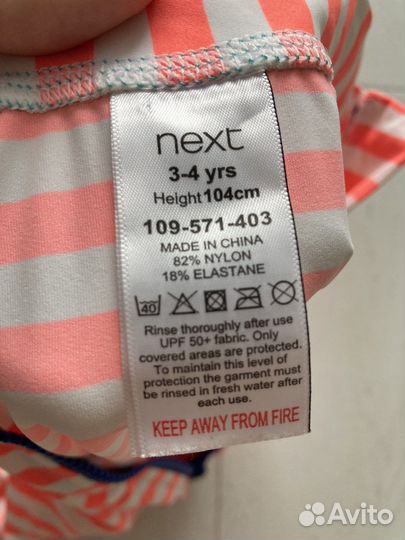 next
3-4 yrs
Height 104cm
109-571-403
MADE IN CHINA
82% NYLON
18% ELASTANE
40
Rinse thoroughly after use
UPF 50+ fabric. Only
covered areas are protected.
To maintain this level of
protection the garment must
be rinsed in fresh water after
each use.
KEEP AWAY FROM FIRE
Avito